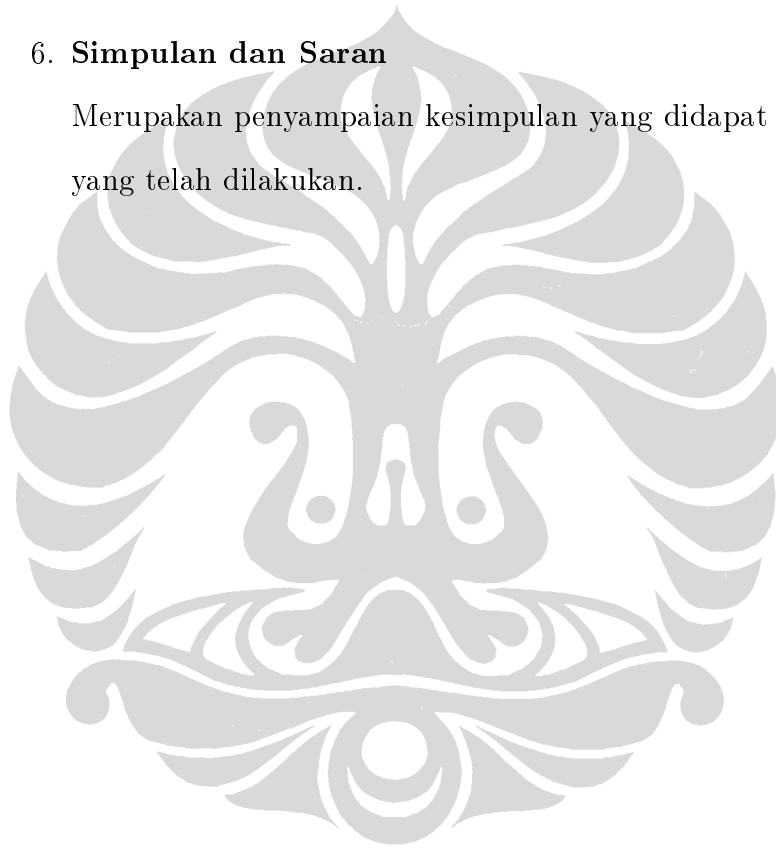 6. Simpulan dan Saran
Merupakan penyampaian kesimpulan yang didapat
yang telah dilakukan.